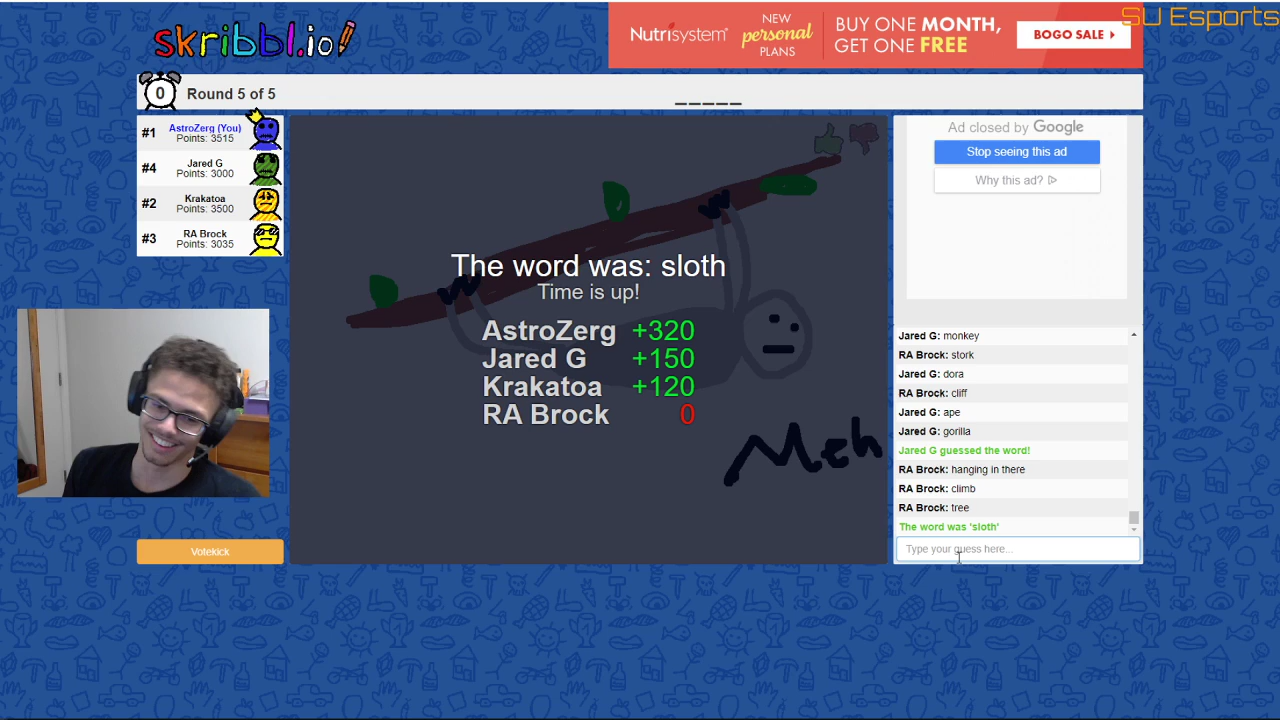 SU Esports
skribbl.io
Nutrisystem®
NEW
personal
PLANS
BUY ONE MONTH,
GET ONE FREE
BOGO SALE
0
Round 5 of 5
_____
#1
AstroZerg (You)
Points: 3515
#4
Jared G
Points: 3000
#2
Krakatoa
Points: 3500
#3
RA Brock
Points: 3035
Votekick
The word was: sloth
Time is up!
AstroZerg +320
Jared G +150
Krakatoa +120
RA Brock 0
Meh
Ad closed by Google
Stop seeing this ad
Why this ad?
Jared G: monkey
RA Brock: stork
Jared G: dora
RA Brock: cliff
Jared G: ape
Jared G: gorilla
Jared G guessed the word!
RA Brock: hanging in there
RA Brock: climb
RA Brock: tree
The word was 'sloth'
Type your guess here...